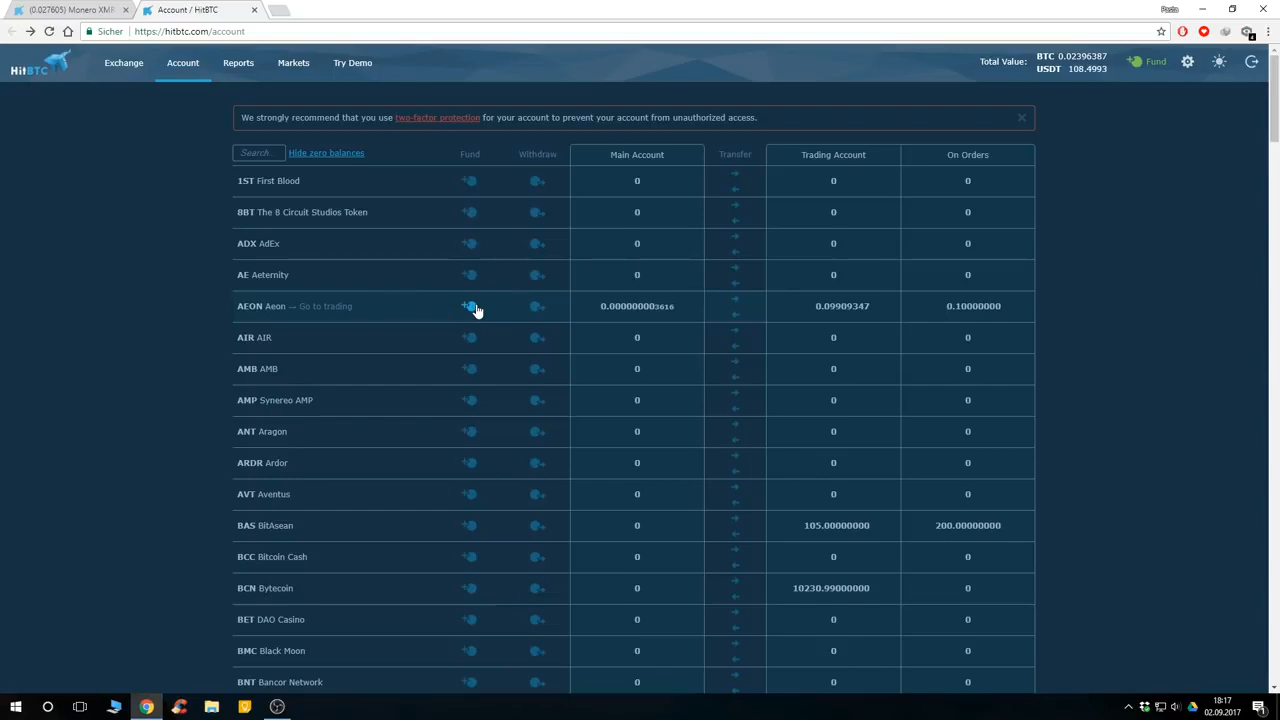 (0.027605) Monero XMR
Account / HitBTC
Pasta
Sicher
https://hitbtc.com/account
HitBTC
Exchange
Account
Reports
Markets
Try Demo
Total Value:
BTC 0.02396387
USDT 108.4993
Fund
We strongly recommend that you use two-factor protection for your account to prevent your account from unauthorized access.
Search...
Hide zero balances
Fund
Withdraw
Main Account
Transfer
Trading Account
On Orders
1ST First Blood 0 0 0
8BT The 8 Circuit Studios Token 0 0 0
ADX AdEx 0 0 0
AE Aeternity 0 0 0
AEON Aeon — Go to trading 0.000000003616 0.09909347 0.10000000
AIR AIR 0 0 0
AMB AMB 0 0 0
AMP Synereo AMP 0 0 0
ANT Aragon 0 0 0
ARDR Ardor 0 0 0
AVT Aventus 0 0 0
BAS BitAsean 0 105.00000000 200.00000000
BCC Bitcoin Cash 0 0 0
BCN Bytecoin 0 10230.99000000 0
BET DAO Casino 0 0 0
BMC Black Moon 0 0 0
BNT Bancor Network 0 0 0
18:17
02.09.2017